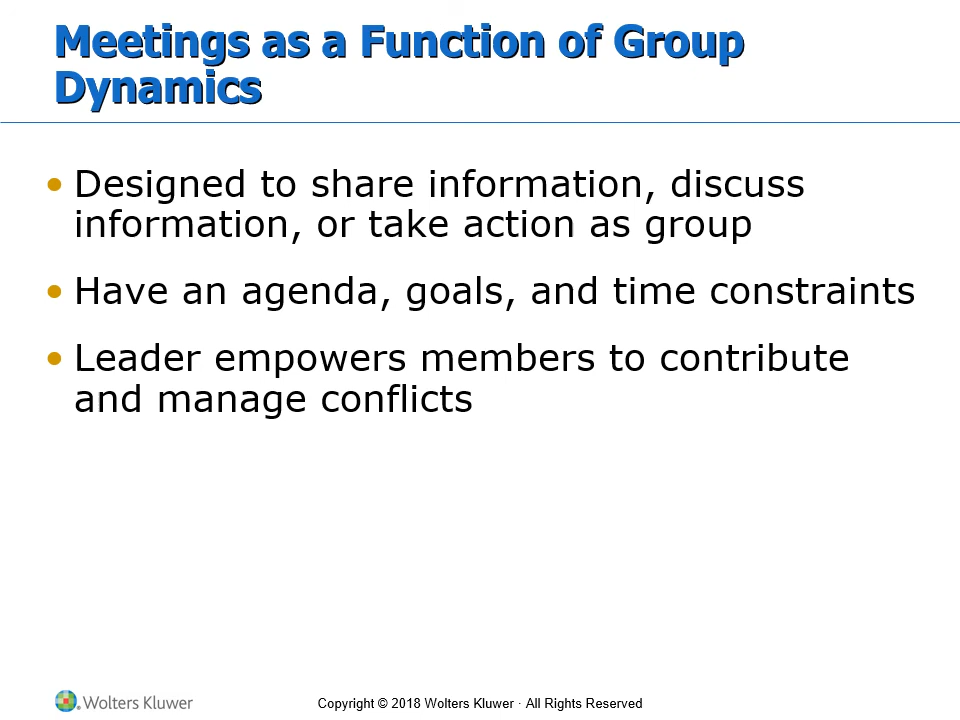 Meetings as a Function of Group
Dynamics
• Designed to share information, discuss
information, or take action as group
• Have an agenda, goals, and time constraints
• Leader empowers members to contribute
and manage conflicts
Wolters Kluwer
Copyright © 2018 Wolters Kluwer · All Rights Reserved